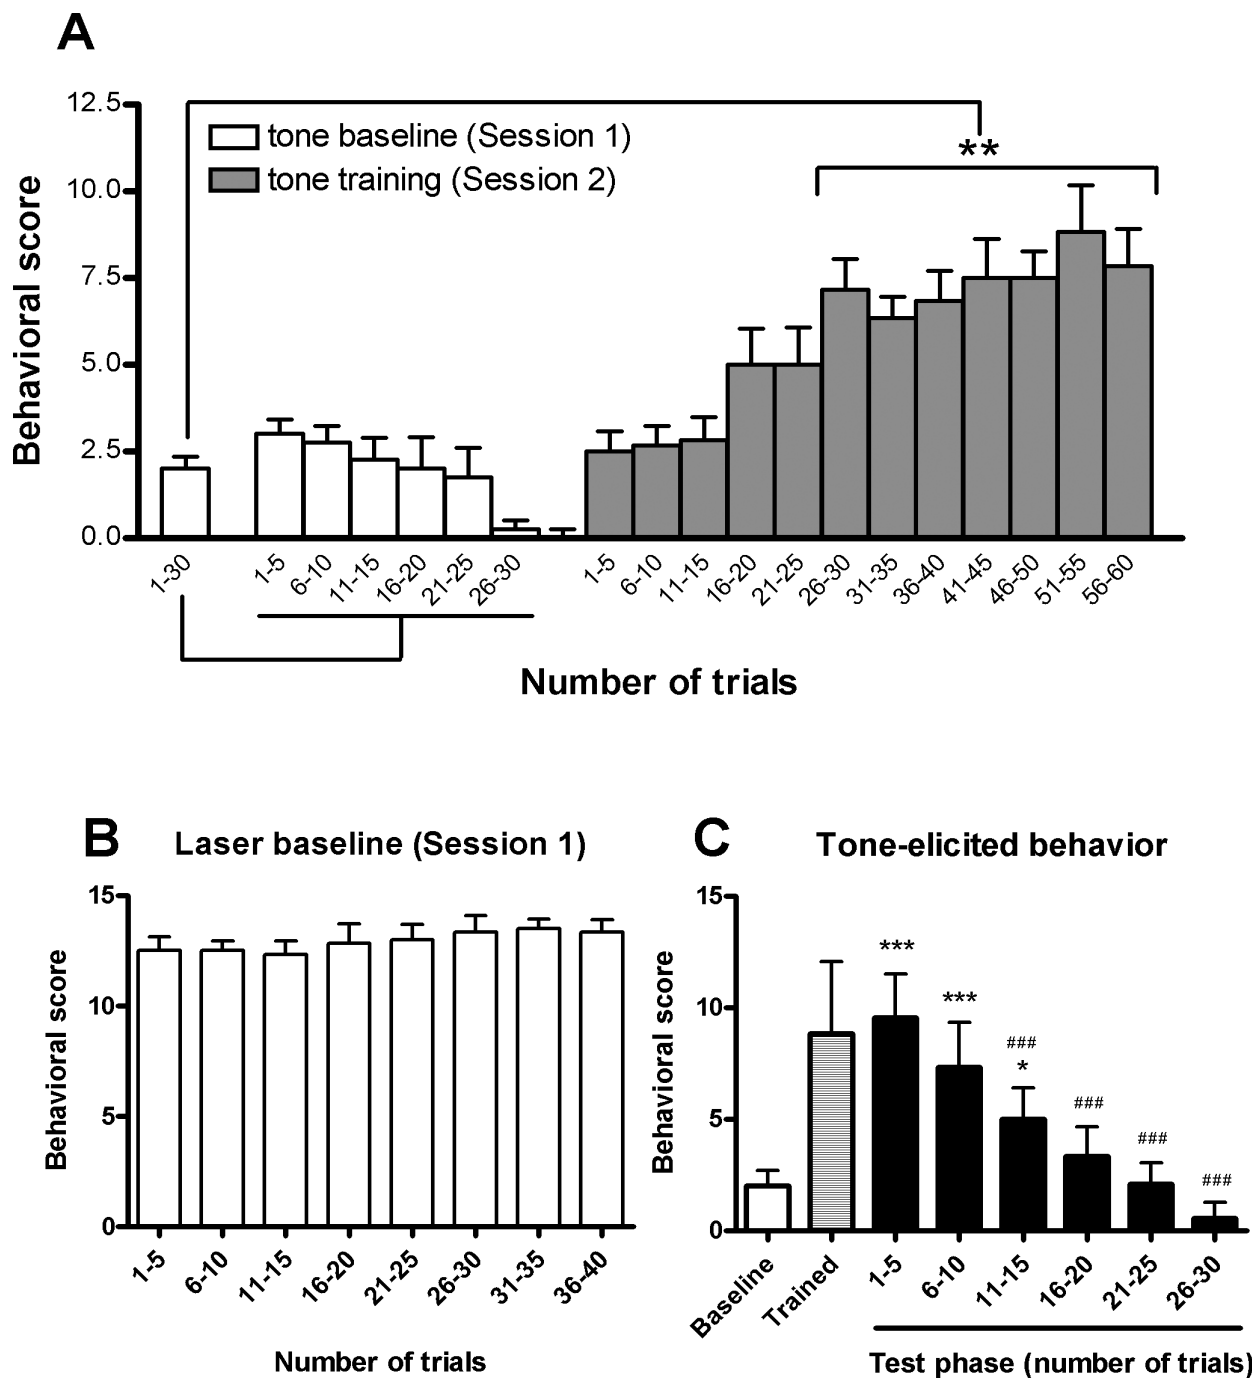 A
12.5
10.0
7.5
5.0
2.5
0.0
Behavioral score
tone baseline (Session 1)
tone training (Session 2)
**
1-30 1-5 6-10 11-15 16-20 21-25 26-30 1-5 6-10 11-15 16-20 21-25 26-30 31-35 36-40 41-45 46-50 51-55 56-60
Number of trials
B Laser baseline (Session 1)
15
10
5
0
Behavioral score
1-5 6-10 11-15 16-20 21-25 26-30 31-35 36-40
Number of trials
C Tone-elicited behavior
15
10
5
0
Behavioral score
***
***
###
*
###
###
###
Baseline Trained 1-5 6-10 11-15 16-20 21-25 26-30
Test phase (number of trials)